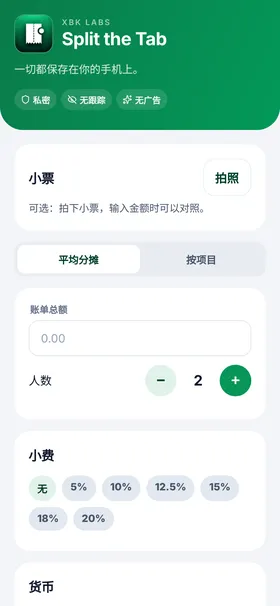 XBK LABS
Split the Tab
一切都保存在你的手机上。
私密 无跟踪 无广告
小票
拍照
可选：拍下小票，输入金额时可以对照。
平均分摊 按项目
账单总额
0.00
人数 − 2 +
小费
无 5% 10% 12.5% 15%
18% 20%
货币